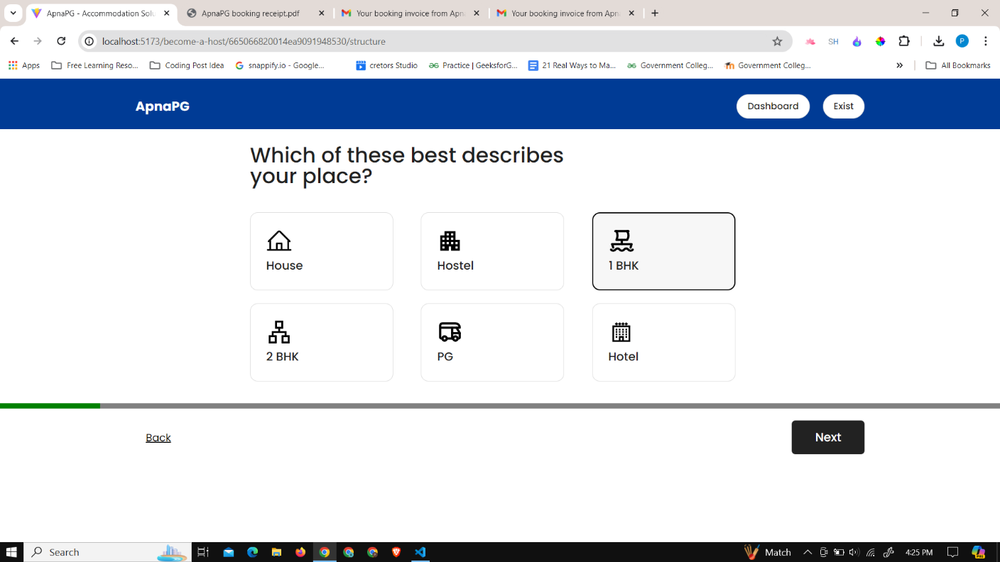 ApnaPG - Accommodation Solu
ApnaPG booking receipt.pdf
Your booking invoice from Apna
Your booking invoice from Apna
localhost:5173/become-a-host/665066820014ea9091948530/structure
SH
P
Apps
Free Learning Reso...
Coding Post Idea
snappify.io - Google...
cretors Studio
Practice | GeeksforG...
21 Real Ways to Ma...
Government Colleg...
Government Colleg...
All Bookmarks
ApnaPG
Dashboard
Exist
Which of these best describes
your place?
House
Hostel
1 BHK
2 BHK
PG
Hotel
Back
Next
Search
Match
4:25 PM